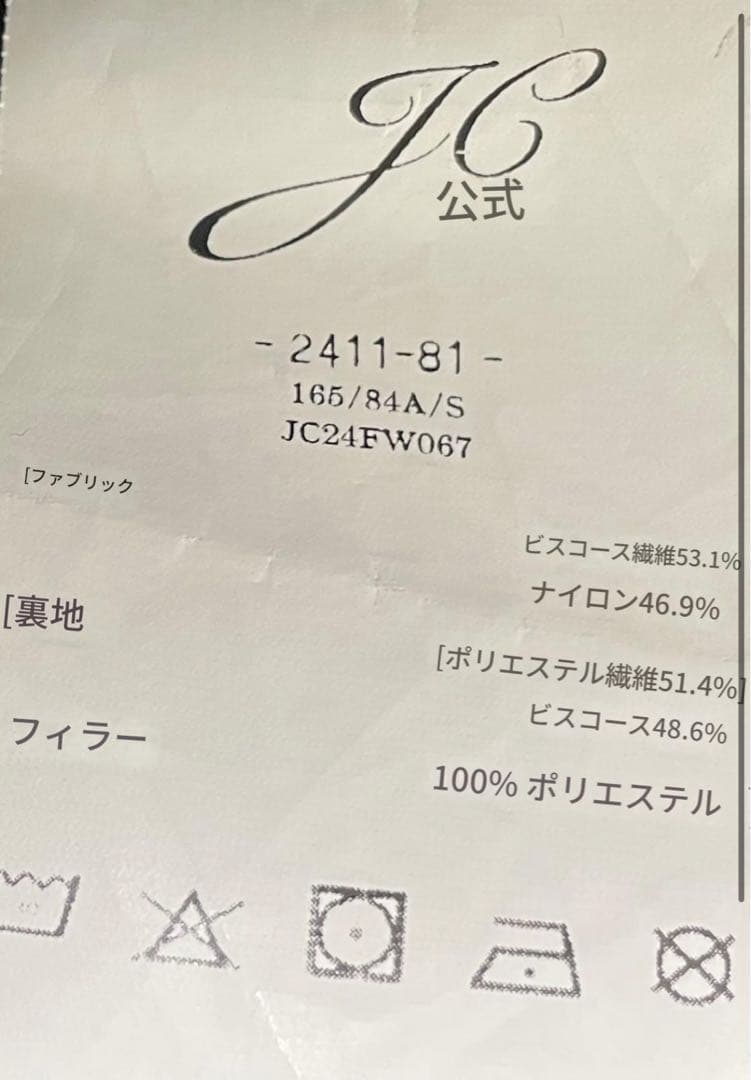 JC
公式
- 2411-81 -
165/84A/S
JC24FW067
[ファブリック
ビスコース繊維53.1%
ナイロン46.9%
[裏地
[ポリエステル繊維51.4%]
ビスコース48.6%
フィラー
100% ポリエステル